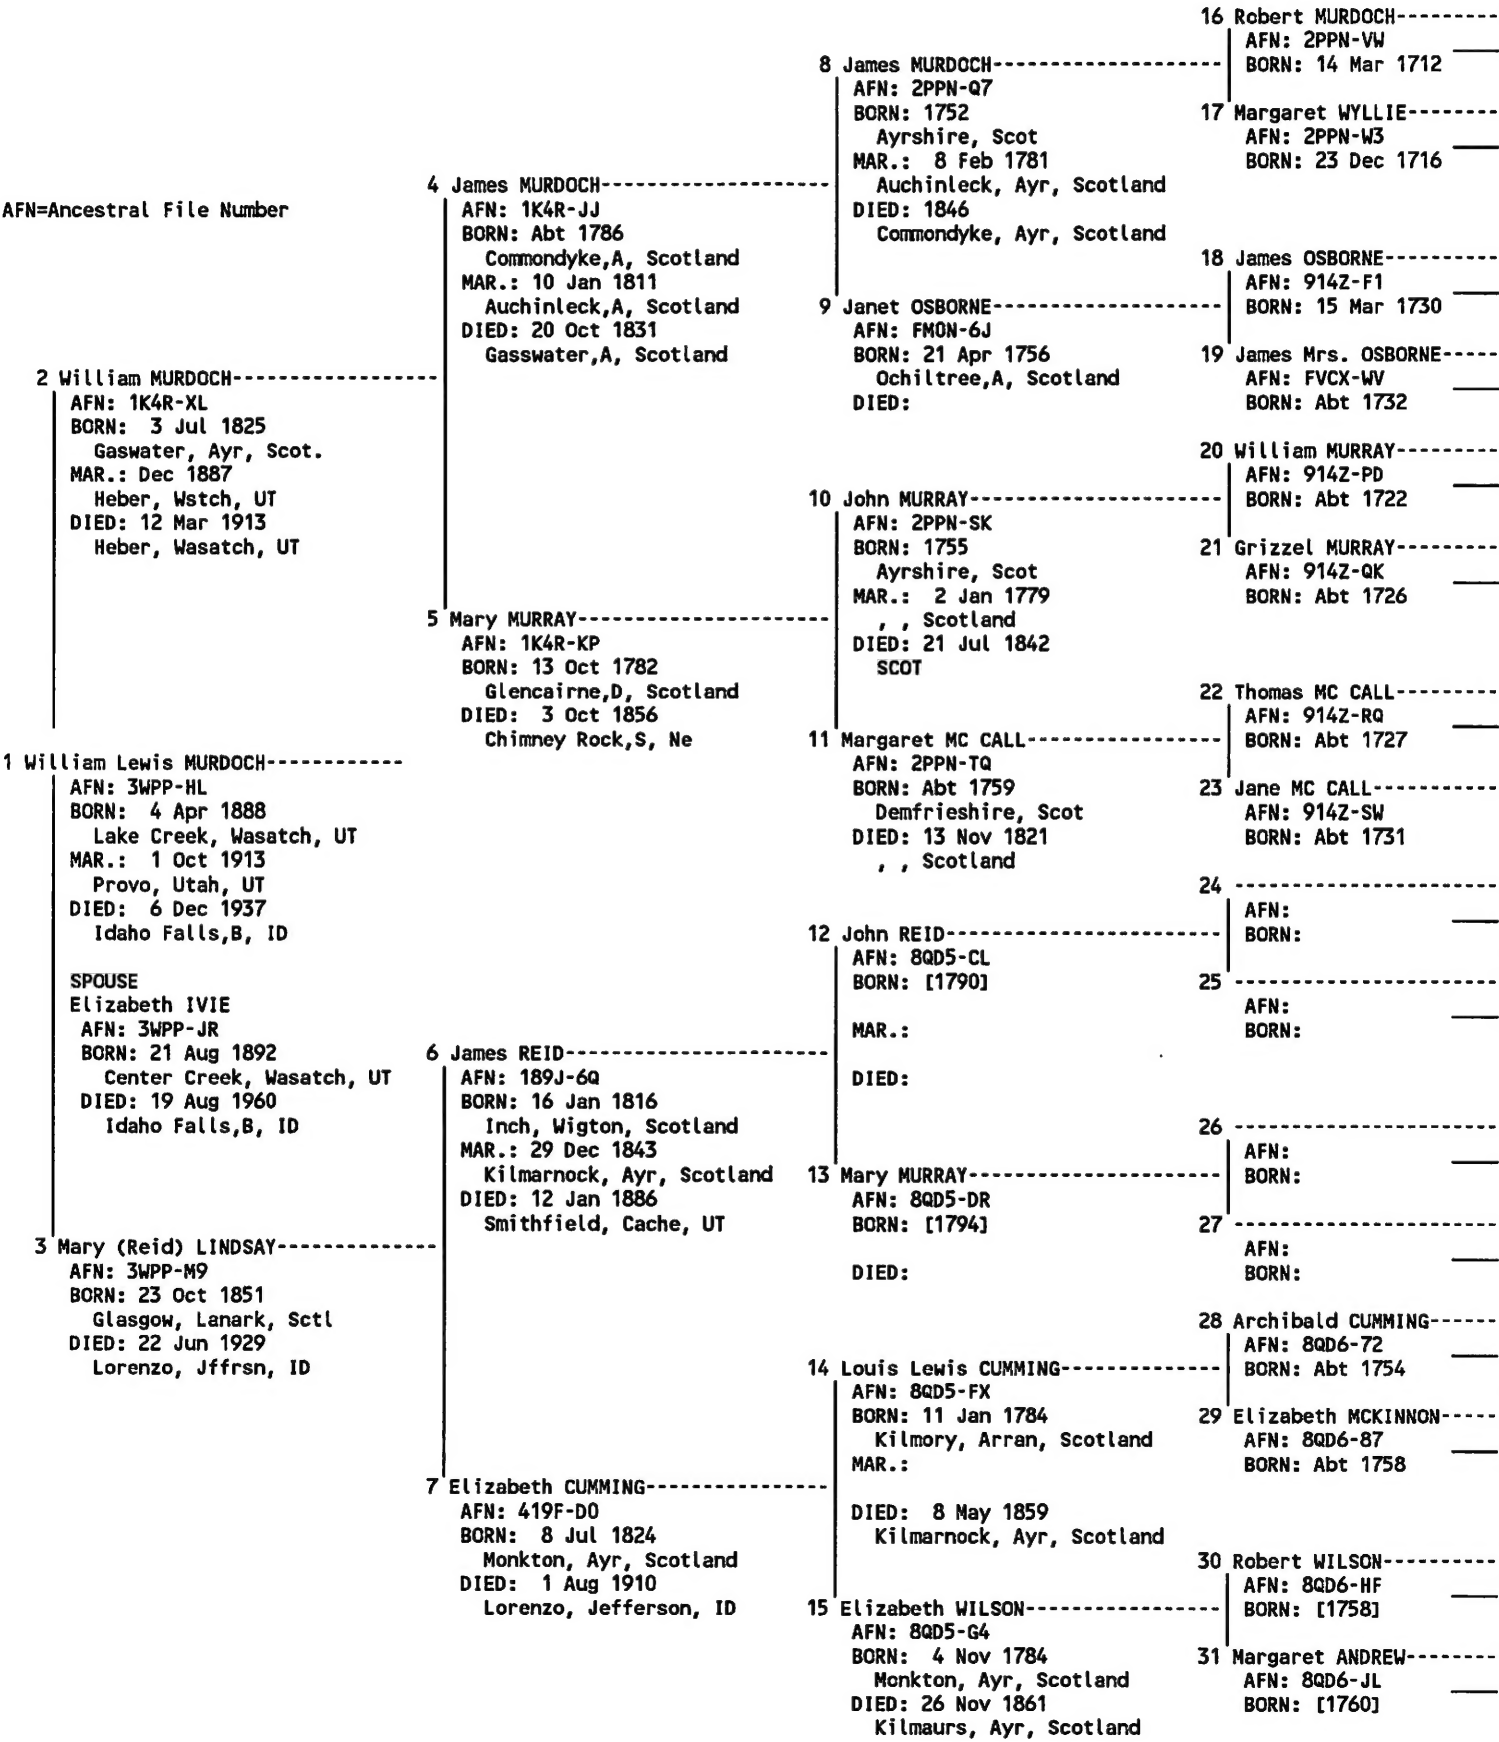 AFN=Ancestral File Number
1 William Lewis MURDOCH------------
AFN: 3WPP-HL
BORN:  4 Apr 1888
Lake Creek, Wasatch, UT
MAR.:  1 Oct 1913
Provo, Utah, UT
DIED:  6 Dec 1937
Idaho Falls,B, ID
SPOUSE
Elizabeth IVIE
AFN: 3WPP-JR
BORN: 21 Aug 1892
Center Creek, Wasatch, UT
DIED: 19 Aug 1960
Idaho Falls,B, ID
2 William MURDOCH------------------
AFN: 1K4R-XL
BORN:  3 Jul 1825
Gaswater, Ayr, Scot.
MAR.: Dec 1887
Heber, Wstch, UT
DIED: 12 Mar 1913
Heber, Wasatch, UT
3 Mary (Reid) LINDSAY--------------
AFN: 3WPP-M9
BORN: 23 Oct 1851
Glasgow, Lanark, Sctl
DIED: 22 Jun 1929
Lorenzo, Jffrsn, ID
4 James MURDOCH--------------------
AFN: 1K4R-JJ
BORN: Abt 1786
Commondyke,A, Scotland
MAR.: 10 Jan 1811
Auchinleck,A, Scotland
DIED: 20 Oct 1831
Gasswater,A, Scotland
5 Mary MURRAY----------------------
AFN: 1K4R-KP
BORN: 13 Oct 1782
Glencairne,D, Scotland
DIED:  3 Oct 1856
Chimney Rock,S, Ne
6 James REID-----------------------
AFN: 189J-6Q
BORN: 16 Jan 1816
Inch, Wigton, Scotland
MAR.: 29 Dec 1843
Kilmarnock, Ayr, Scotland
DIED: 12 Jan 1886
Smithfield, Cache, UT
7 Elizabeth CUMMING----------------
AFN: 419F-D0
BORN:  8 Jul 1824
Monkton, Ayr, Scotland
DIED:  1 Aug 1910
Lorenzo, Jefferson, ID
8 James MURDOCH--------------------
AFN: 2PPN-Q7
BORN: 1752
Ayrshire, Scot
MAR.:  8 Feb 1781
Auchinleck, Ayr, Scotland
DIED: 1846
Commondyke, Ayr, Scotland
9 Janet OSBORNE--------------------
AFN: FM0N-6J
BORN: 21 Apr 1756
Ochiltree,A, Scotland
DIED:
10 John MURRAY----------------------
AFN: 2PPN-SK
BORN: 1755
Ayrshire, Scot
MAR.:  2 Jan 1779
, , Scotland
DIED: 21 Jul 1842
SCOT
11 Margaret MC CALL-----------------
AFN: 2PPN-TQ
BORN: Abt 1759
Demfrieshire, Scot
DIED: 13 Nov 1821
, , Scotland
12 John REID------------------------
AFN: 8QD5-CL
BORN: [1790]
MAR.:
DIED:
13 Mary MURRAY----------------------
AFN: 8QD5-DR
BORN: [1794]
DIED:
14 Louis Lewis CUMMING--------------
AFN: 8QD5-FX
BORN: 11 Jan 1784
Kilmory, Arran, Scotland
MAR.:
DIED:  8 May 1859
Kilmarnock, Ayr, Scotland
15 Elizabeth WILSON-----------------
AFN: 8QD5-G4
BORN:  4 Nov 1784
Monkton, Ayr, Scotland
DIED: 26 Nov 1861
Kilmaurs, Ayr, Scotland
16 Robert MURDOCH---------
AFN: 2PPN-VW
BORN: 14 Mar 1712
17 Margaret WYLLIE--------
AFN: 2PPN-W3
BORN: 23 Dec 1716
18 James OSBORNE----------
AFN: 914Z-F1
BORN: 15 Mar 1730
19 James Mrs. OSBORNE-----
AFN: FVCX-WV
BORN: Abt 1732
20 William MURRAY---------
AFN: 914Z-PD
BORN: Abt 1722
21 Grizzel MURRAY---------
AFN: 914Z-QK
BORN: Abt 1726
22 Thomas MC CALL---------
AFN: 914Z-RQ
BORN: Abt 1727
23 Jane MC CALL-----------
AFN: 914Z-SW
BORN: Abt 1731
24 -----------------------
AFN:
BORN:
25 -----------------------
AFN:
BORN:
26 -----------------------
AFN:
BORN:
27 -----------------------
AFN:
BORN:
28 Archibald CUMMING------
AFN: 8QD6-72
BORN: Abt 1754
29 Elizabeth MCKINNON-----
AFN: 8QD6-87
BORN: Abt 1758
30 Robert WILSON----------
AFN: 8QD6-HF
BORN: [1758]
31 Margaret ANDREW--------
AFN: 8QD6-JL
BORN: [1760]